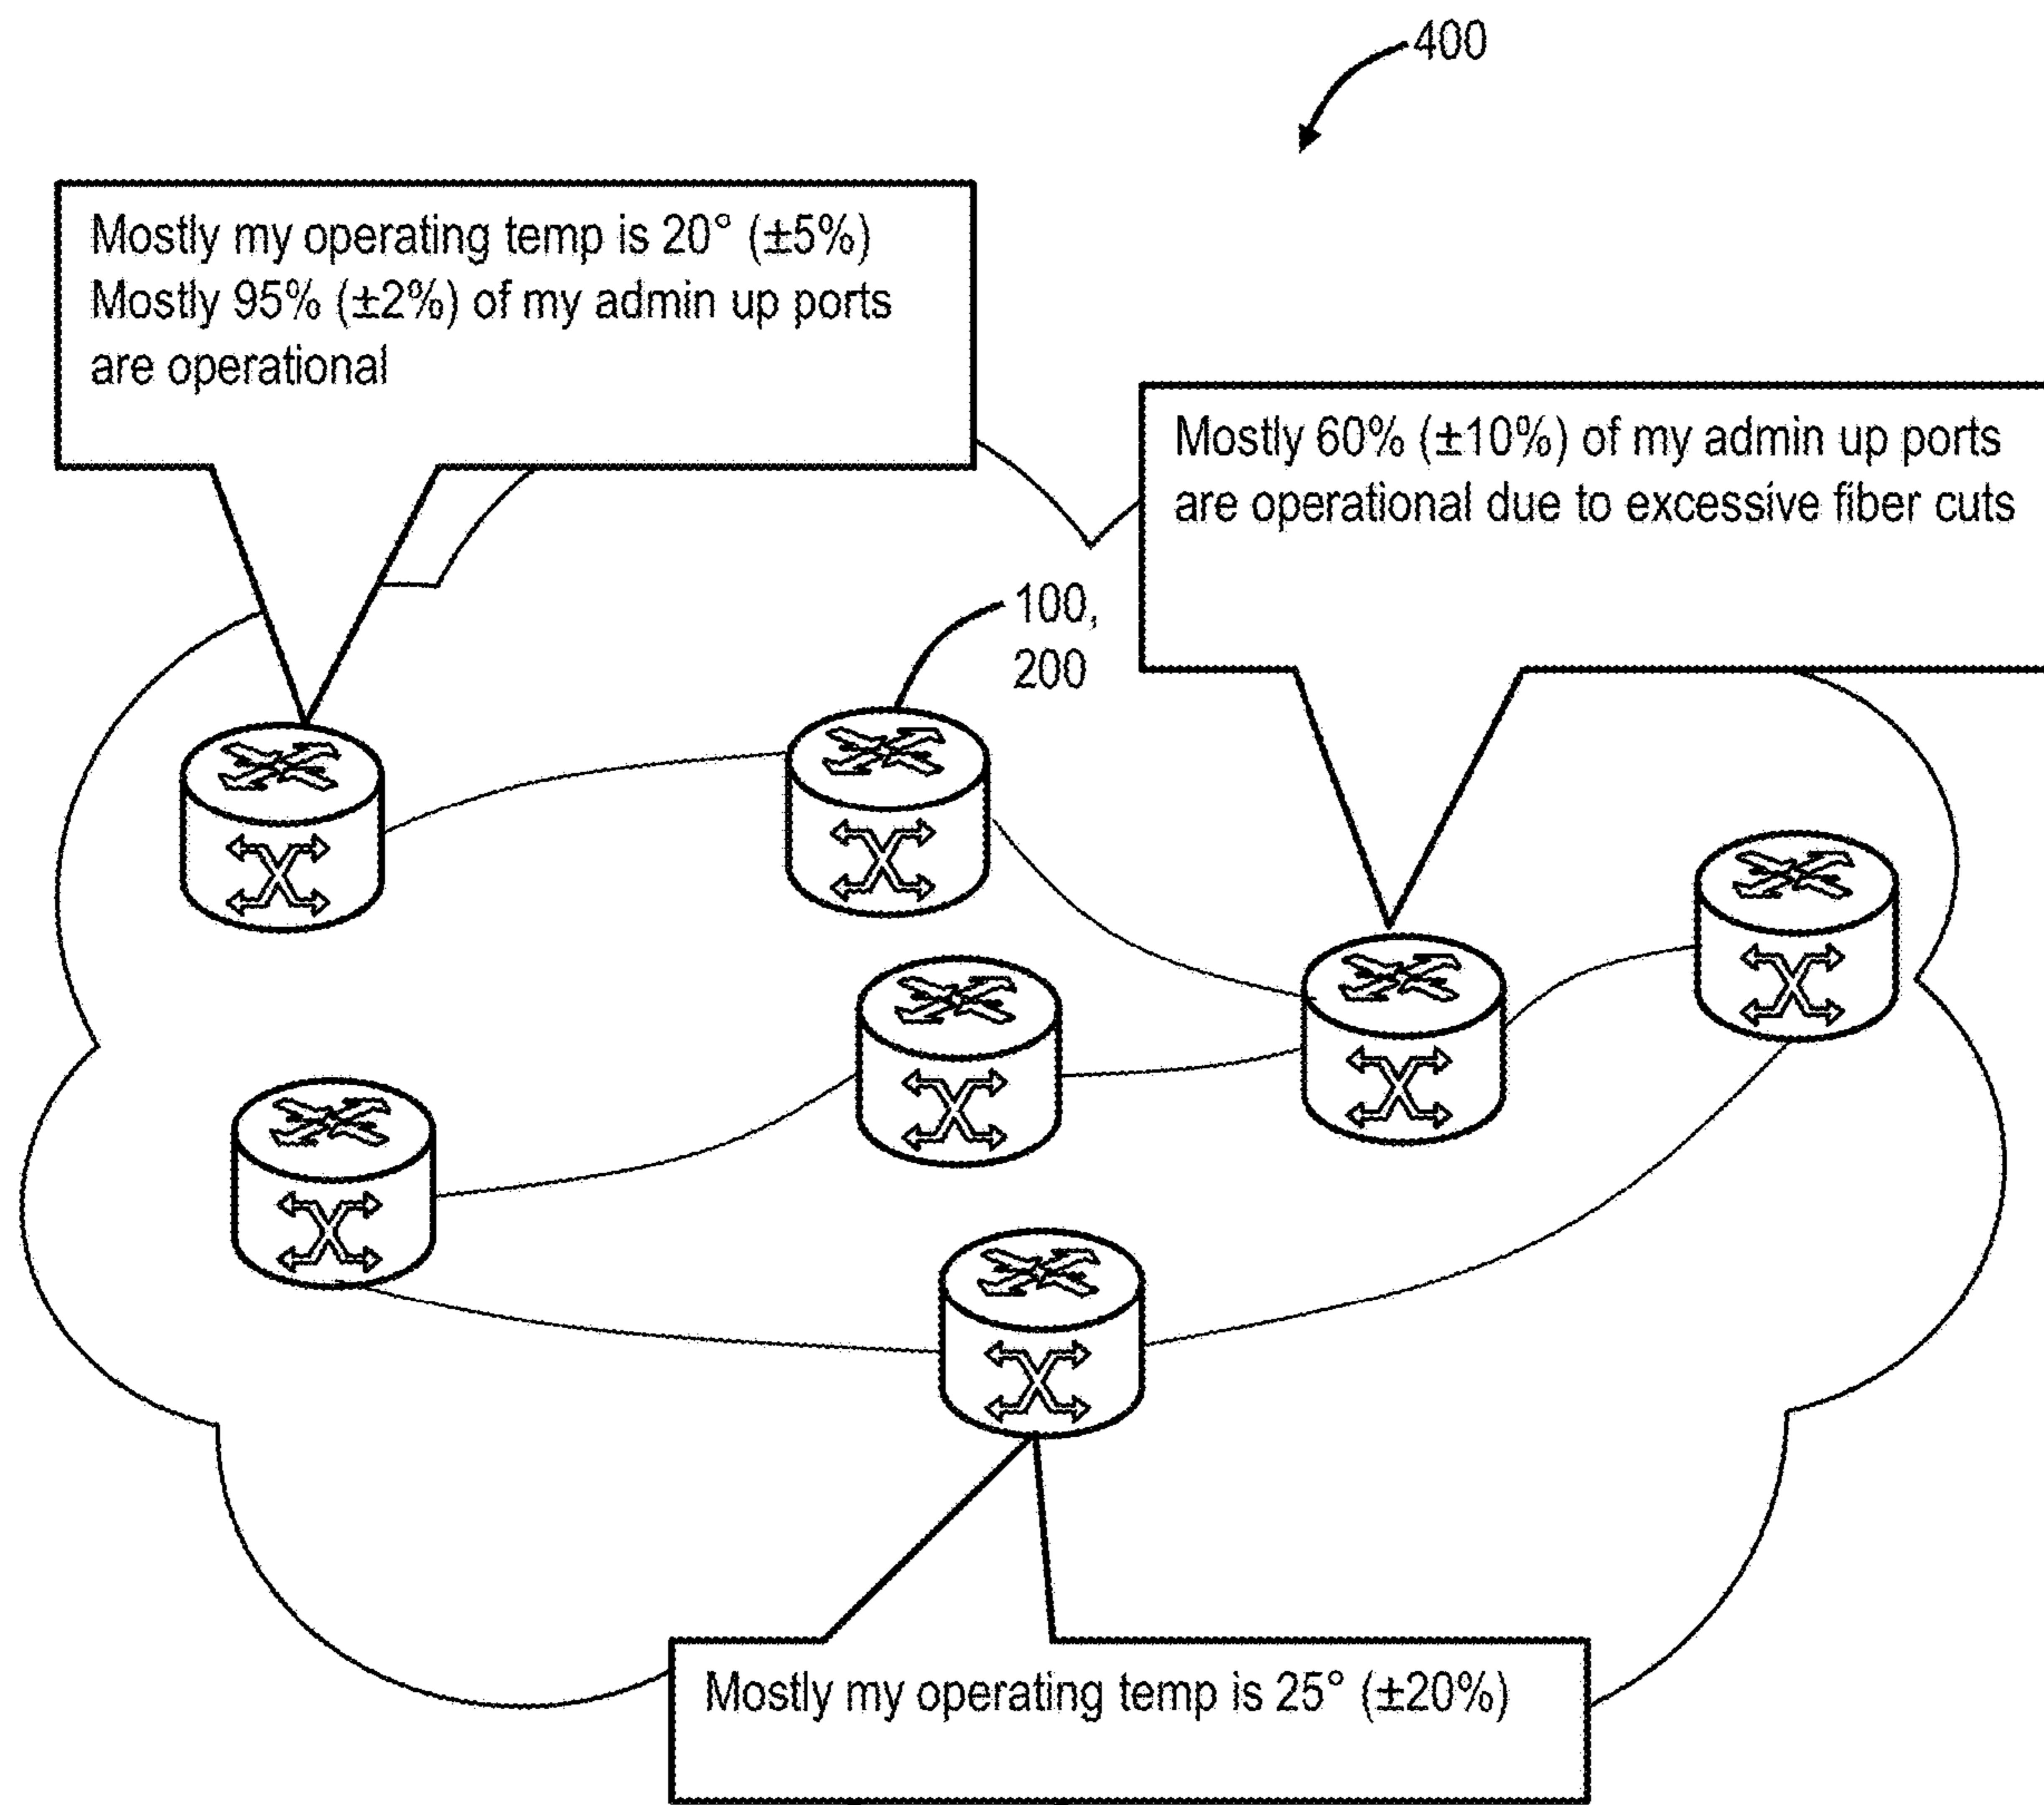 400
Mostly my operating temp is 20° (±5%)
Mostly 95% (±2%) of my admin up ports
are operational
Mostly 60% (±10%) of my admin up ports
are operational due to excessive fiber cuts
100,
200
Mostly my operating temp is 25° (±20%)